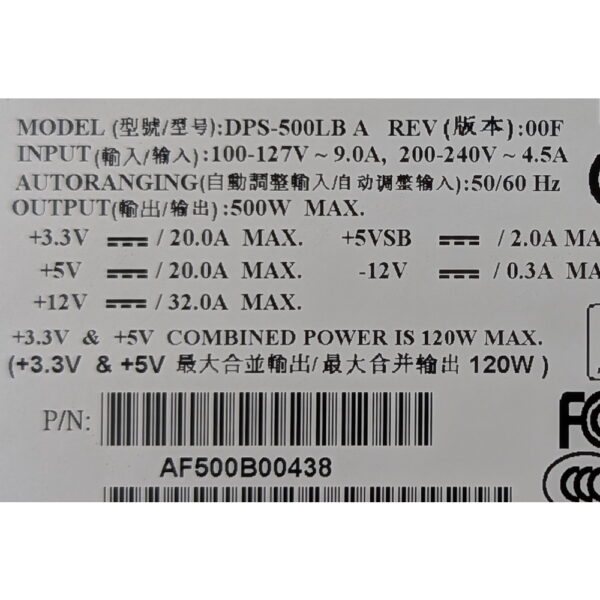 MODEL (型號/型号):DPS-500LB A REV (版本):00F
INPUT(輸入/输入):100-127V ~ 9.0A, 200-240V ~ 4.5A
AUTORANGING(自動調整輸入/自动调整输入):50/60 Hz
OUTPUT(輸出/输出):500W MAX.
+3.3V ⎓ / 20.0A MAX. +5VSB ⎓ / 2.0A MA
+5V ⎓ / 20.0A MAX. -12V ⎓ / 0.3A MA
+12V ⎓ / 32.0A MAX.
+3.3V & +5V COMBINED POWER IS 120W MAX.
(+3.3V & +5V 最大合並輸出/最大合并输出 120W )
P/N:
AF500B00438
FC